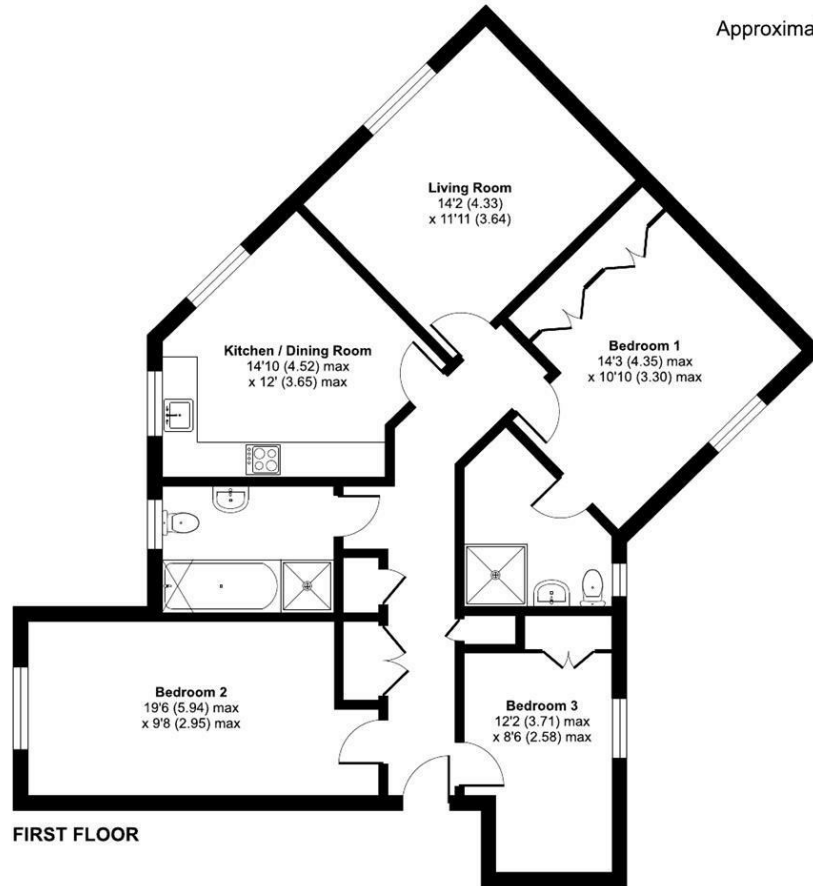 Approxima
Living Room
14'2 (4.33)
x 11'11 (3.64)
Kitchen / Dining Room
14'10 (4.52) max
x 12' (3.65) max
Bedroom 1
14'3 (4.35) max
x 10'10 (3.30) max
Bedroom 2
19'6 (5.94) max
x 9'8 (2.95) max
Bedroom 3
12'2 (3.71) max
x 8'6 (2.58) max
FIRST FLOOR